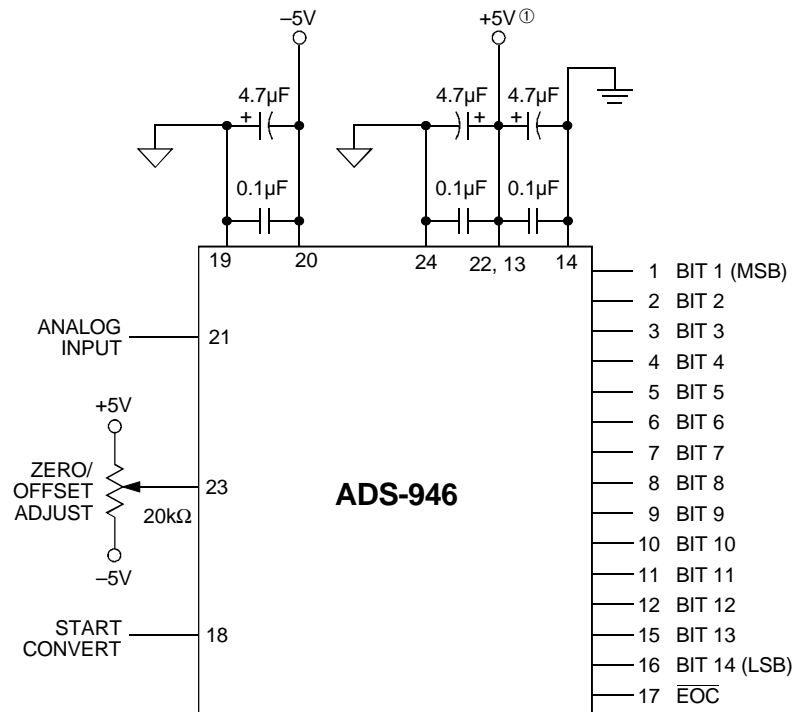 –5V
+5V ①
4.7µF
4.7µF
4.7µF
+
+
+
0.1µF
0.1µF
0.1µF
19
20
24
22, 13
14
ANALOG
INPUT
21
+5V
ZERO/
OFFSET
ADJUST
20kΩ
23
–5V
START
CONVERT
18
ADS-946
1 BIT 1 (MSB)
2 BIT 2
3 BIT 3
4 BIT 4
5 BIT 5
6 BIT 6
7 BIT 7
8 BIT 8
9 BIT 9
10 BIT 10
11 BIT 11
12 BIT 12
15 BIT 13
16 BIT 14 (LSB)
17 E̅O̅C̅